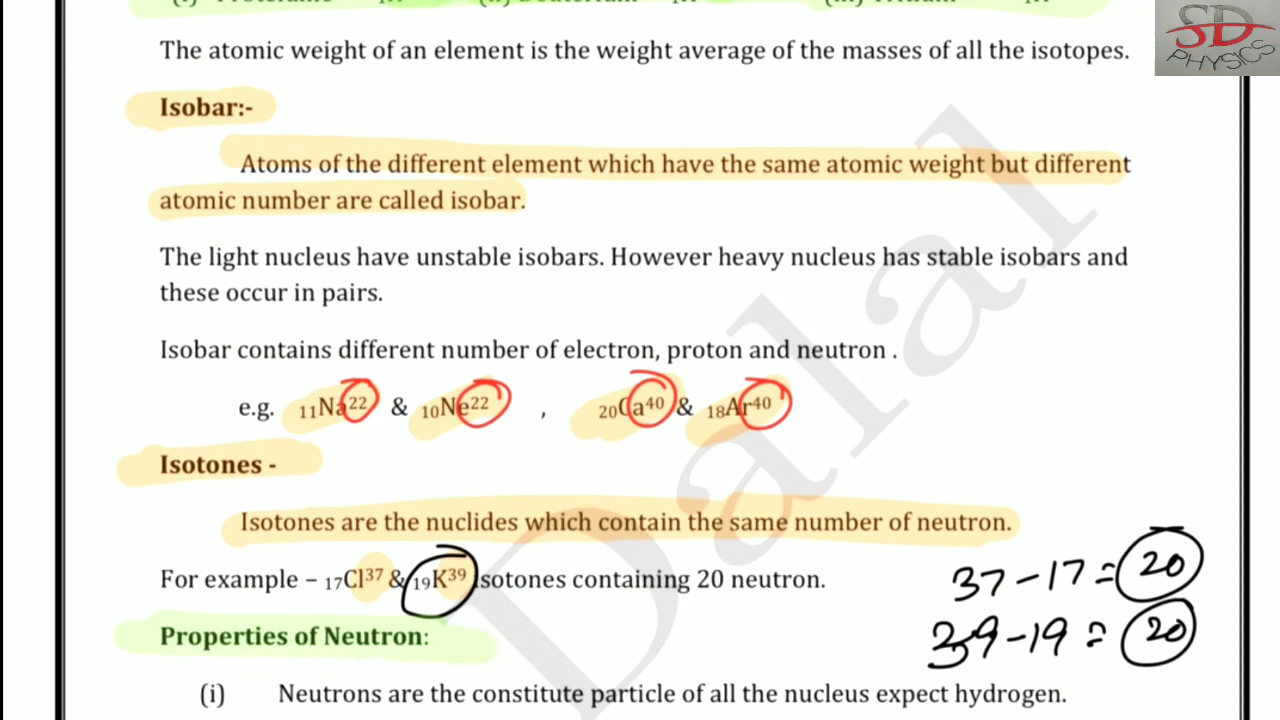 The atomic weight of an element is the weight average of the masses of all the isotopes.
SD
PHYSICS
Isobar:-
Atoms of the different element which have the same atomic weight but different
atomic number are called isobar.
The light nucleus have unstable isobars. However heavy nucleus has stable isobars and
these occur in pairs.
Isobar contains different number of electron, proton and neutron .
e.g. ₁₁Na²² & ₁₀Ne²² , ₂₀Ca⁴⁰ & ₁₈Ar⁴⁰
Isotones -
Isotones are the nuclides which contain the same number of neutron.
For example – ₁₇Cl³⁷ & ₁₉K³⁹ Isotones containing 20 neutron.
37-17=20
39-19=20
Properties of Neutron:
(i) Neutrons are the constitute particle of all the nucleus expect hydrogen.
Dalal